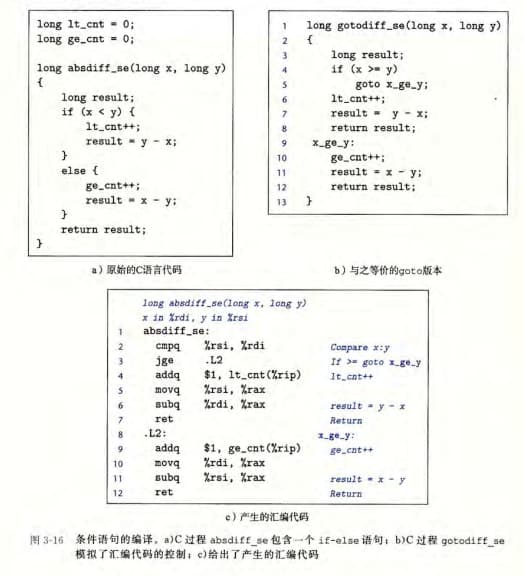 long lt_cnt = 0;
long ge_cnt = 0;

long absdiff_se(long x, long y)
{
    long result;
    if (x < y) {
        lt_cnt++;
        result = y - x;
    }
    else {
        ge_cnt++;
        result = x - y;
    }
    return result;
}
a）原始的C语言代码
1 long gotodiff_se(long x, long y)
2 {
3     long result;
4     if (x >= y)
5         goto x_ge_y;
6     lt_cnt++;
7     result = y - x;
8     return result;
9 x_ge_y:
10     ge_cnt++;
11     result = x - y;
12     return result;
13 }
b）与之等价的goto版本
long absdiff_se(long x, long y)
x in %rdi, y in %rsi
1 absdiff_se:
2 cmpq %rsi, %rdi Compare x:y
3 jge .L2 If >= goto x_ge_y
4 addq $1, lt_cnt(%rip) lt_cnt++
5 movq %rsi, %rax
6 subq %rdi, %rax result = y - x
7 ret Return
8 .L2: x_ge_y:
9 addq $1, ge_cnt(%rip) ge_cnt++
10 movq %rdi, %rax
11 subq %rsi, %rax result = x - y
12 ret Return
c）产生的汇编代码
图 3-16 条件语句的编译。a)C 过程 absdiff_se 包含一个 if-else 语句；b)C 过程 gotodiff_se
模拟了汇编代码的控制；c)给出了产生的汇编代码